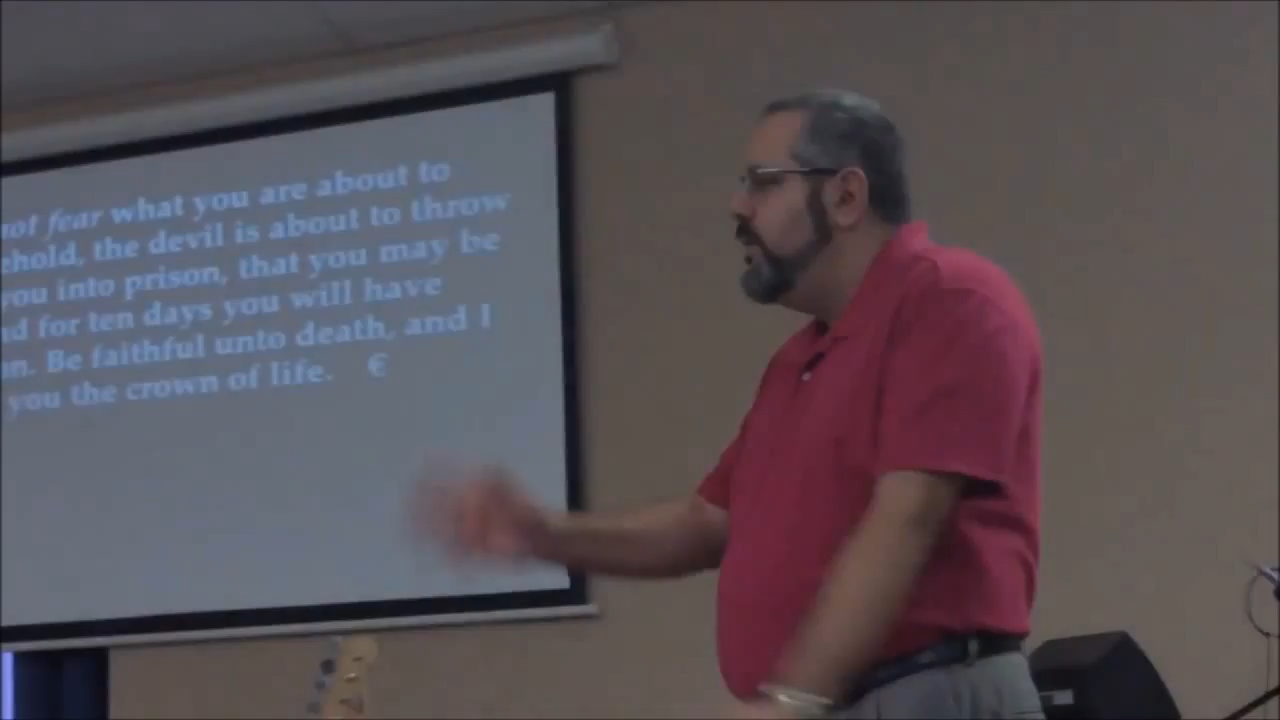 not fear what you are about to
ehold, the devil is about to throw
you into prison, that you may be
nd for ten days you will have
n. Be faithful unto death, and I
you the crown of life. €